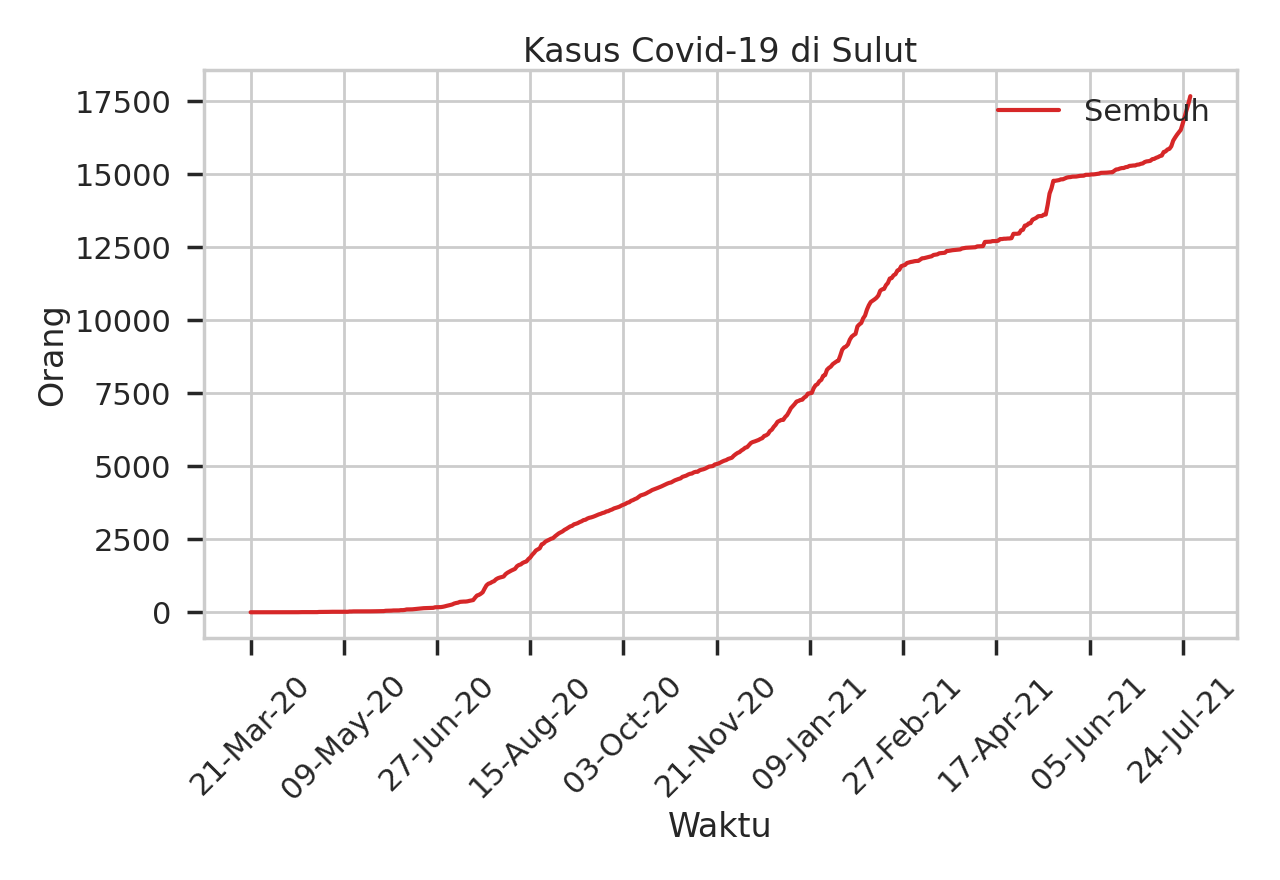 Kasus Covid-19 di Sulut
Sembuh
Orang
17500
15000
12500
10000
7500
5000
2500
0
21-Mar-20
09-May-20
27-Jun-20
15-Aug-20
03-Oct-20
21-Nov-20
09-Jan-21
27-Feb-21
17-Apr-21
05-Jun-21
24-Jul-21
Waktu